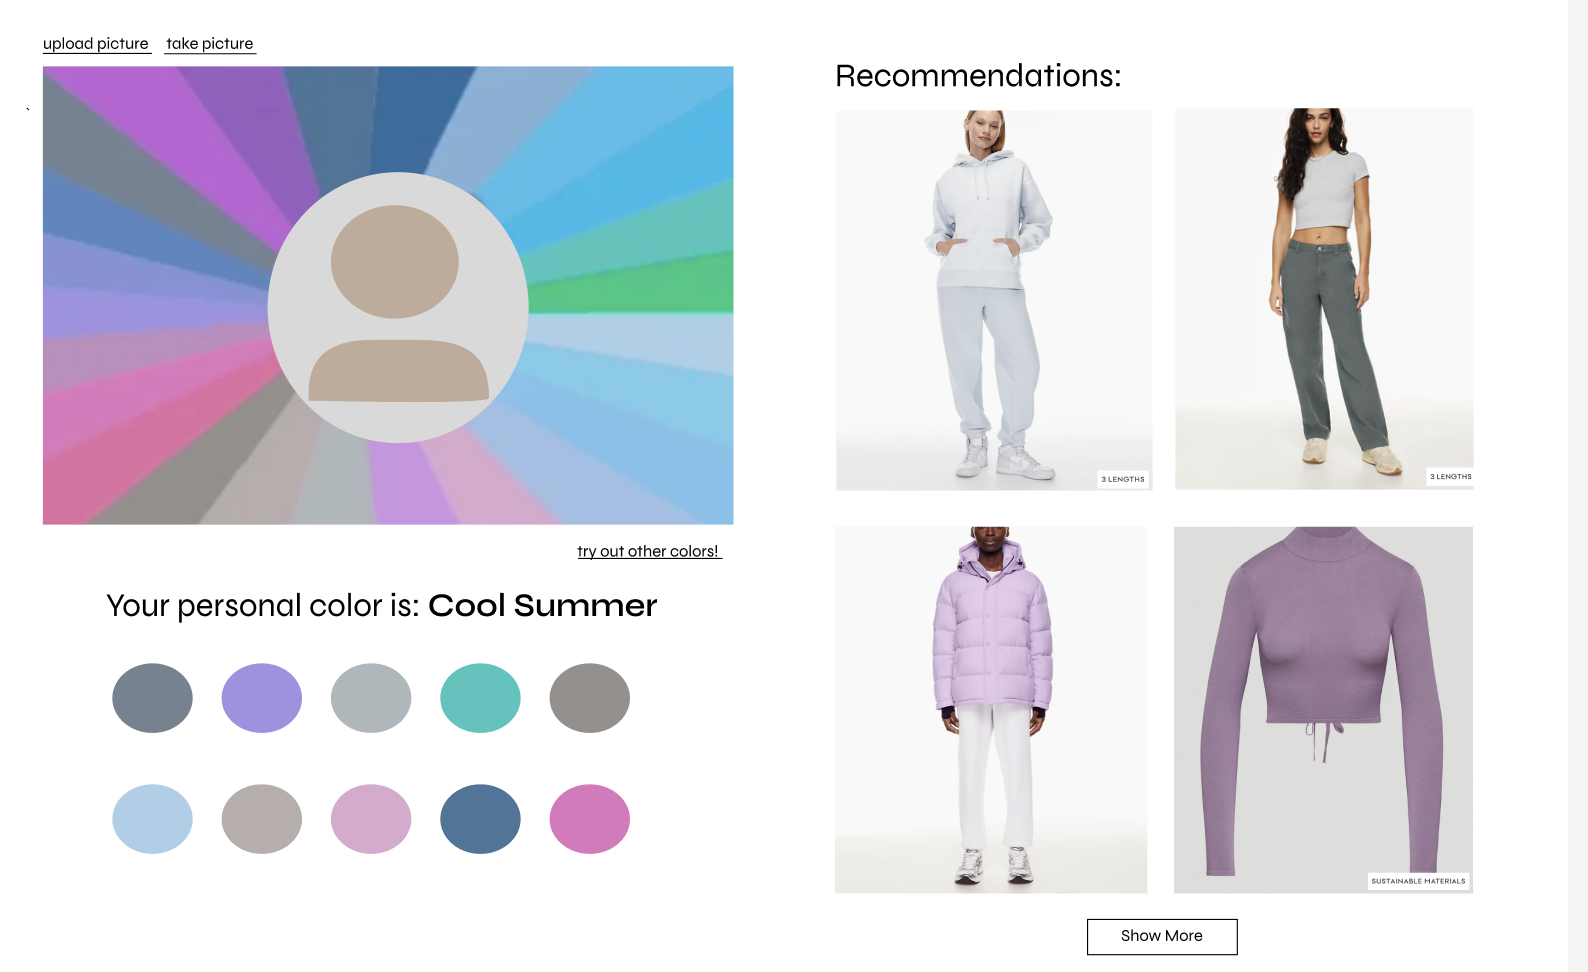 upload picture
take picture
Recommendations:
3 LENGTHS
3 LENGTHS
try out other colors!
Your personal color is: Cool Summer
SUSTAINABLE MATERIALS
Show More